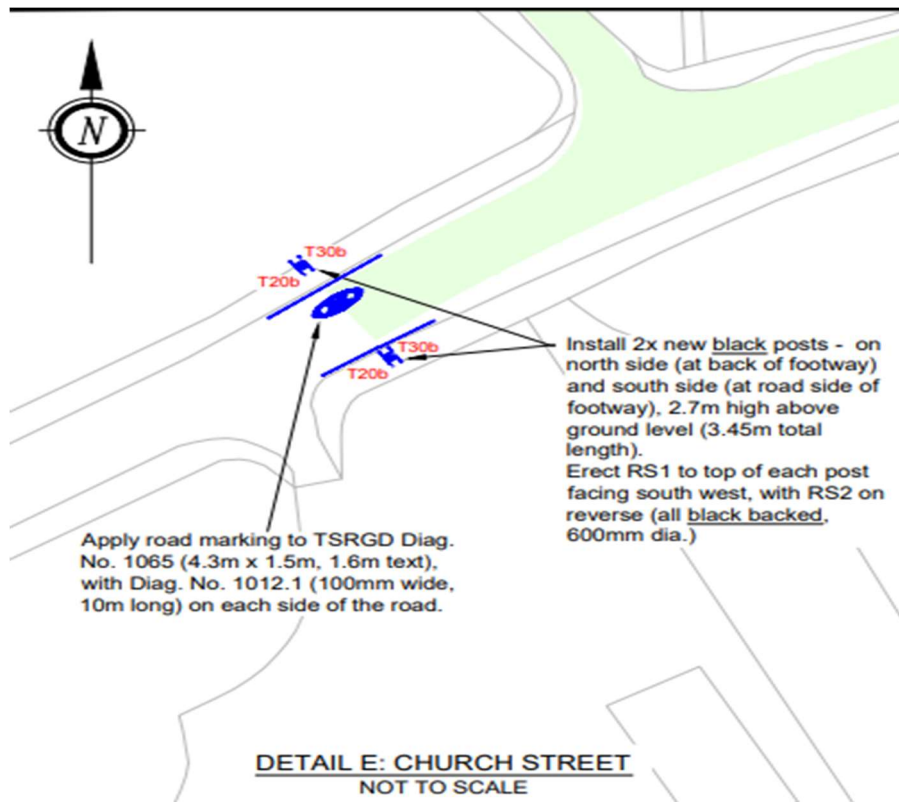 N
T30b
T20b
T30b
T20b
Install 2x new black posts - on
north side (at back of footway)
and south side (at road side of
footway), 2.7m high above
ground level (3.45m total
length).
Erect RS1 to top of each post
facing south west, with RS2 on
reverse (all black backed,
600mm dia.)
Apply road marking to TSRGD Diag.
No. 1065 (4.3m x 1.5m, 1.6m text),
with Diag. No. 1012.1 (100mm wide,
10m long) on each side of the road.
DETAIL E: CHURCH STREET
NOT TO SCALE